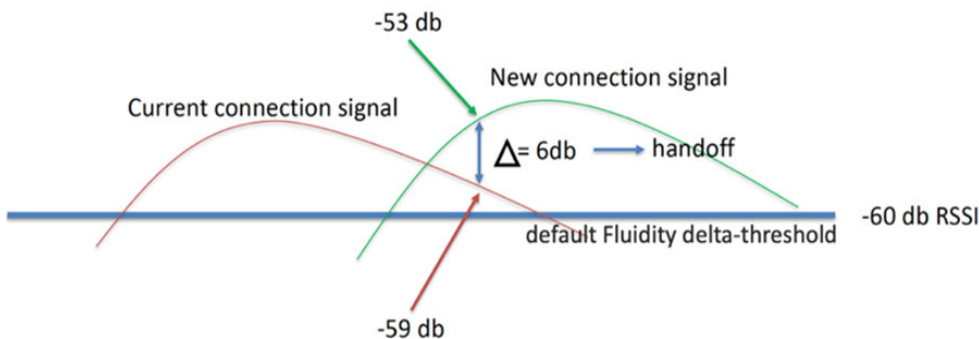 -53 db
New connection signal
Current connection signal
Δ= 6db
handoff
-60 db RSSI
default Fluidity delta-threshold
-59 db